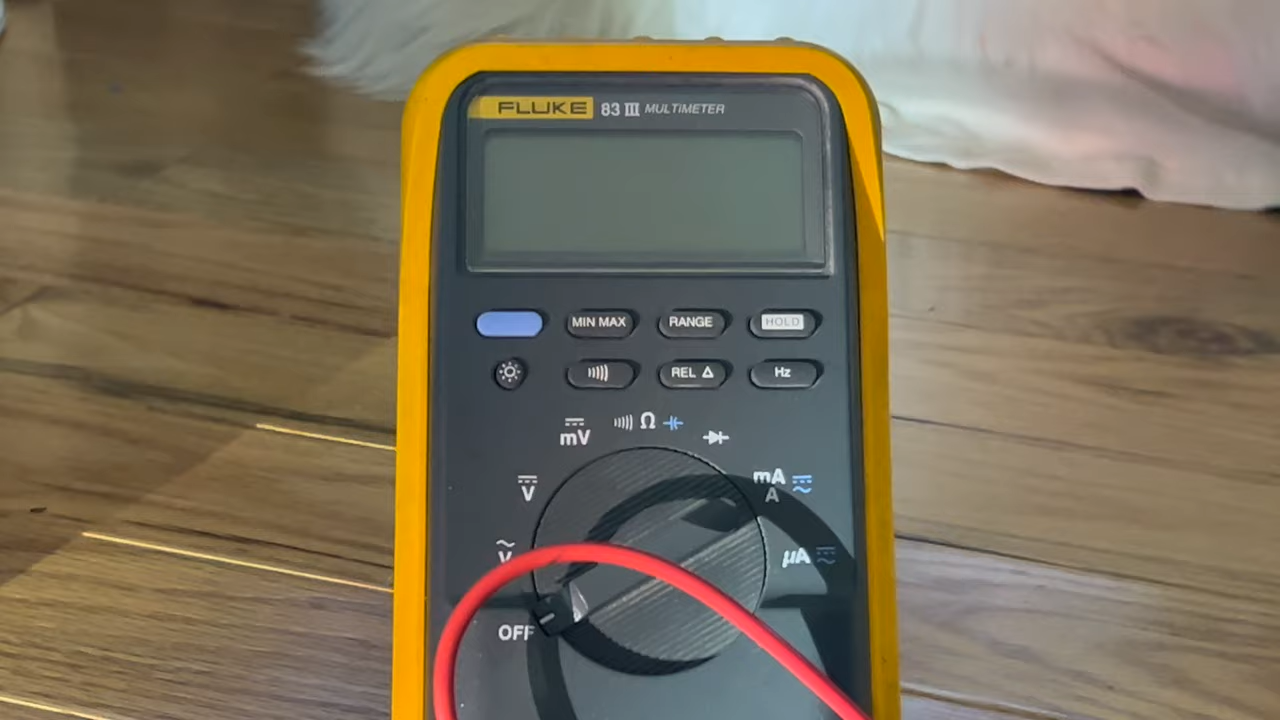 FLUKE 83 III MULTIMETER
MIN MAX RANGE HOLD
REL Δ Hz
mV Ω
V mA
A
V µA
OFF